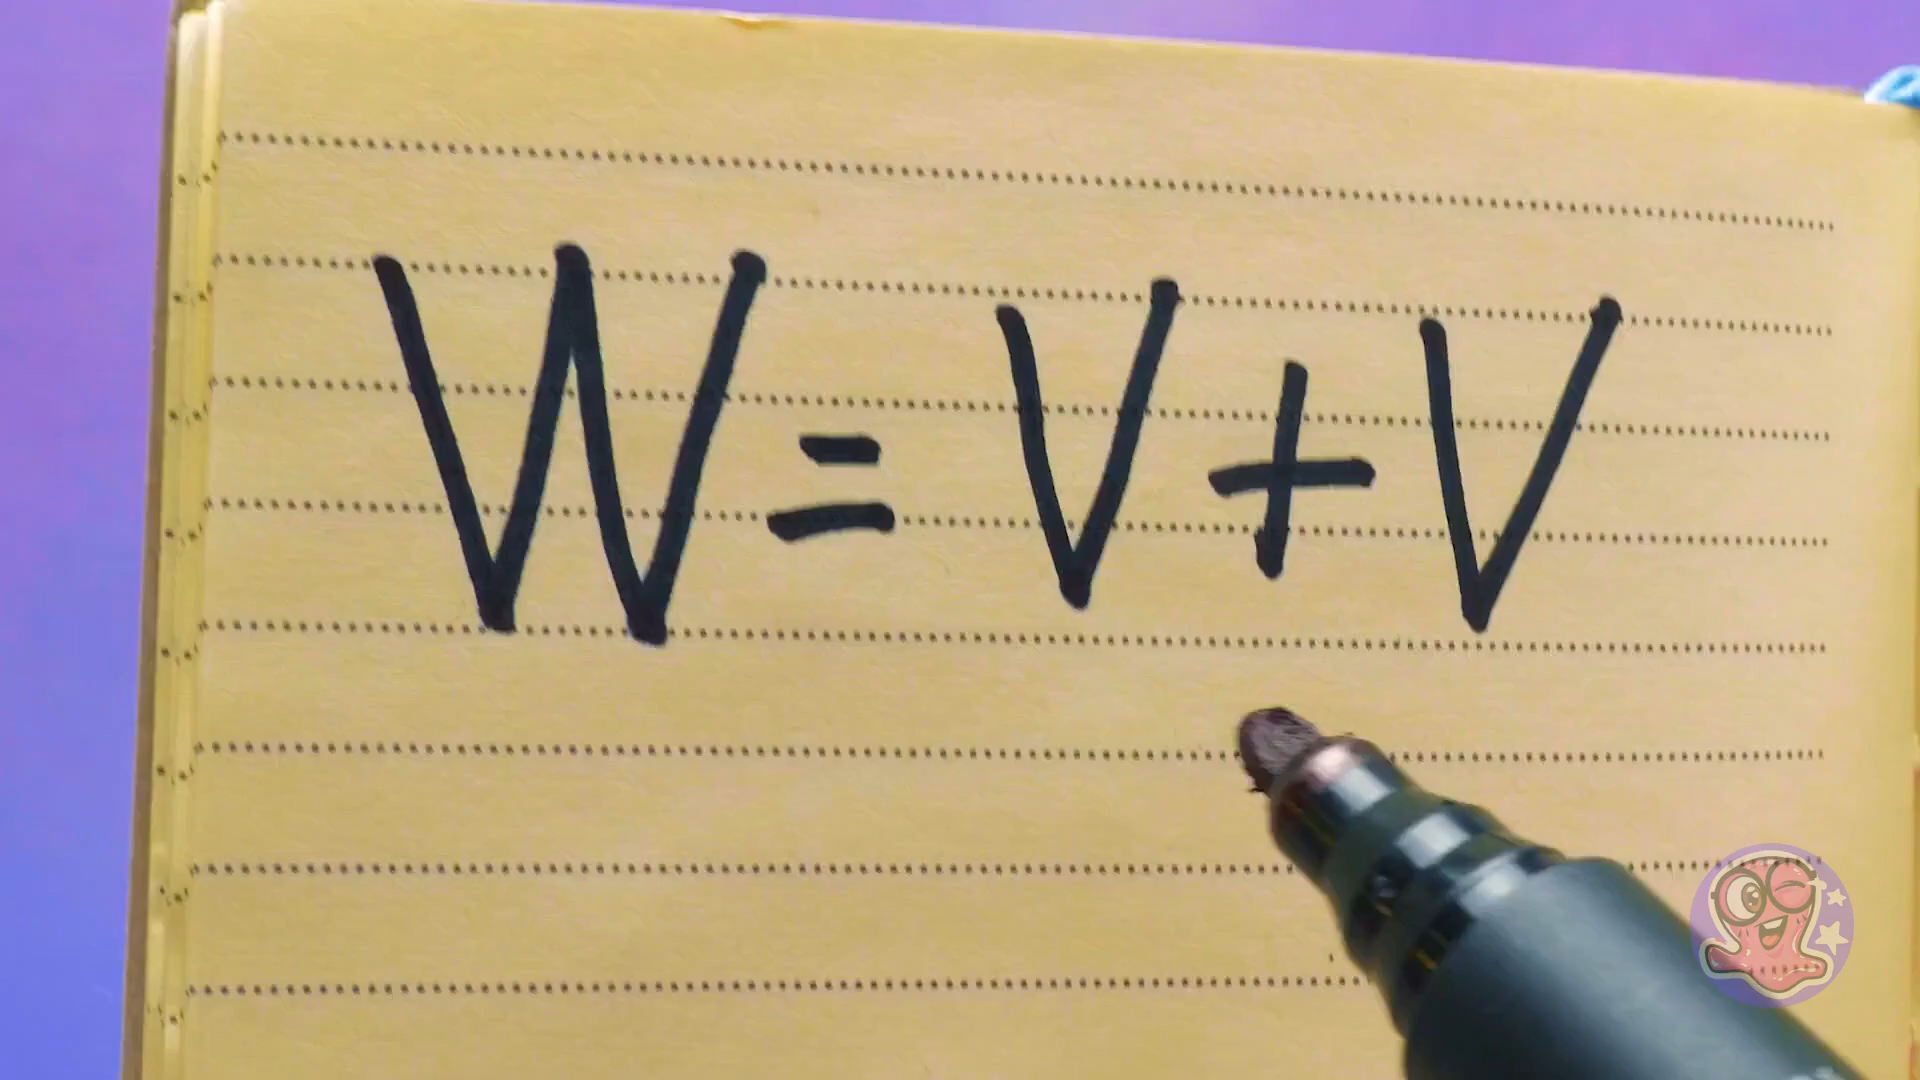 W = V + V